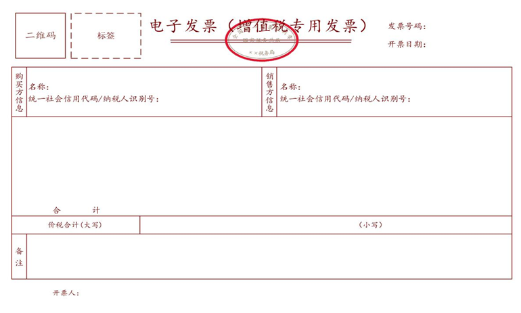 二维码
标签
电子发票（增值税专用发票）
发票号码：
开票日期：
购买方信息
名称：
统一社会信用代码/纳税人识别号：
销售方信息
名称：
统一社会信用代码/纳税人识别号：
合 计
价税合计(大写)
(小写)
备注
开票人：